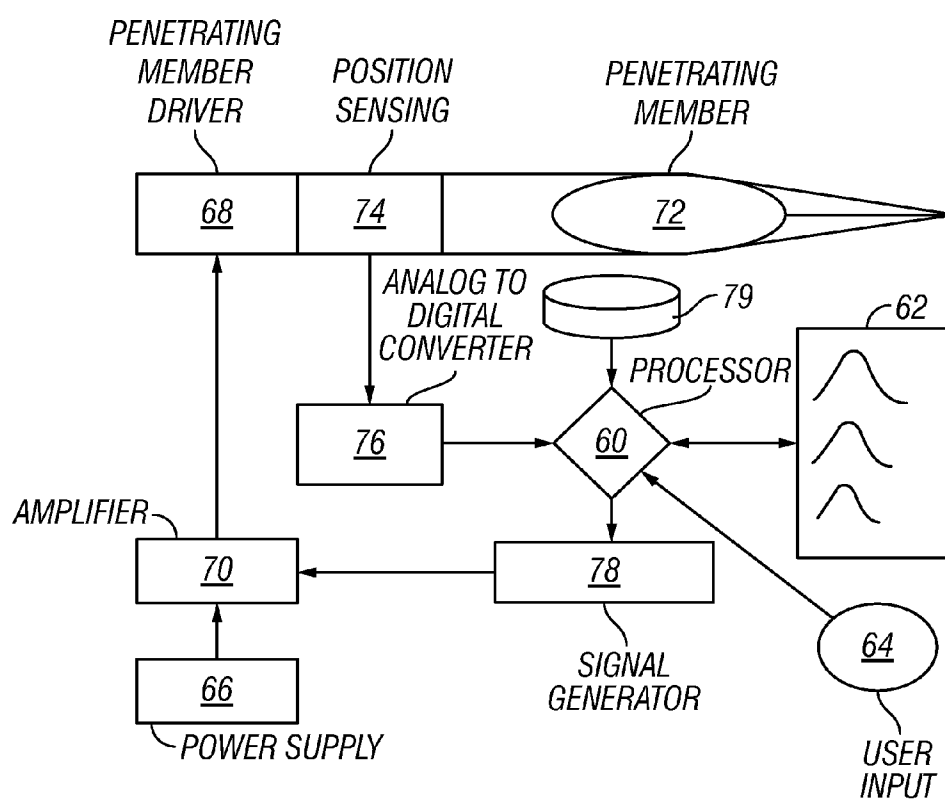 PENETRATING
MEMBER
DRIVER
POSITION
SENSING
PENETRATING
MEMBER
68
74
72
ANALOG TO
DIGITAL
CONVERTER
79
62
PROCESSOR
76
60
AMPLIFIER
70
78
64
SIGNAL
GENERATOR
66
POWER SUPPLY
USER
INPUT